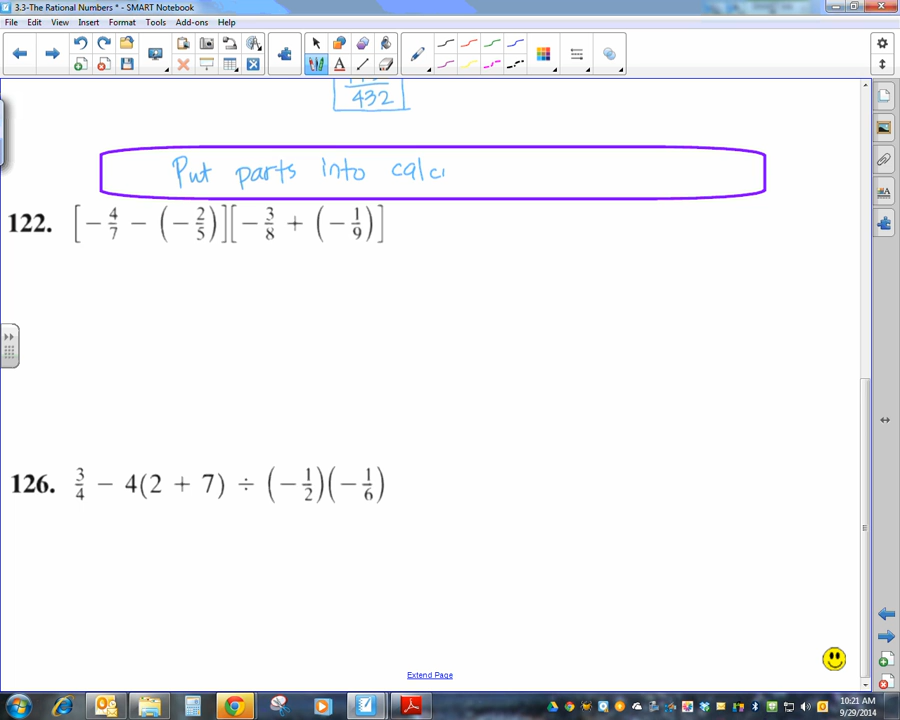 3.3-The Rational Numbers * - SMART Notebook
File Edit View Insert Format Tools Add-ons Help
432
Put parts into calc
122. [−4/7 − (−2/5)][−3/8 + (−1/9)]
126. 3/4 − 4(2 + 7) ÷ (−1/2)(−1/6)
Extend Page
10:21 AM
9/29/2014